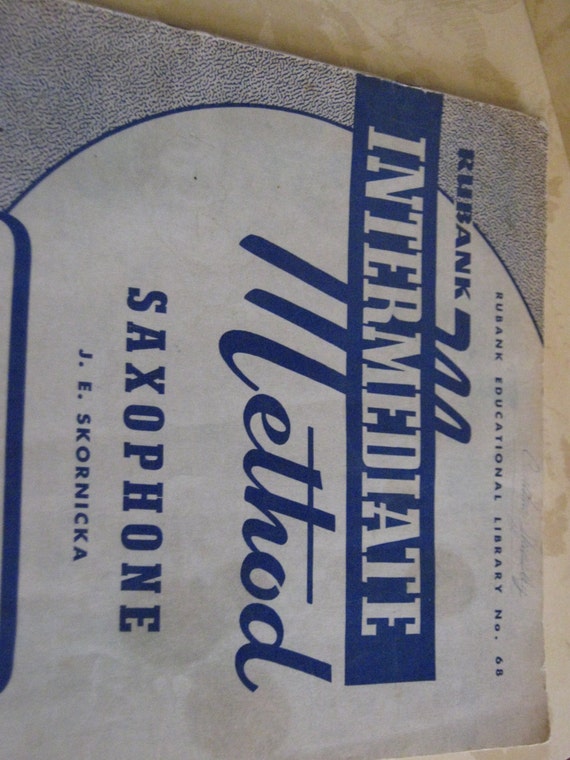 RUBANK EDUCATIONAL LIBRARY No. 68
RUBANK
INTERMEDIATE
Method
SAXOPHONE
J. E. SKORNICKA